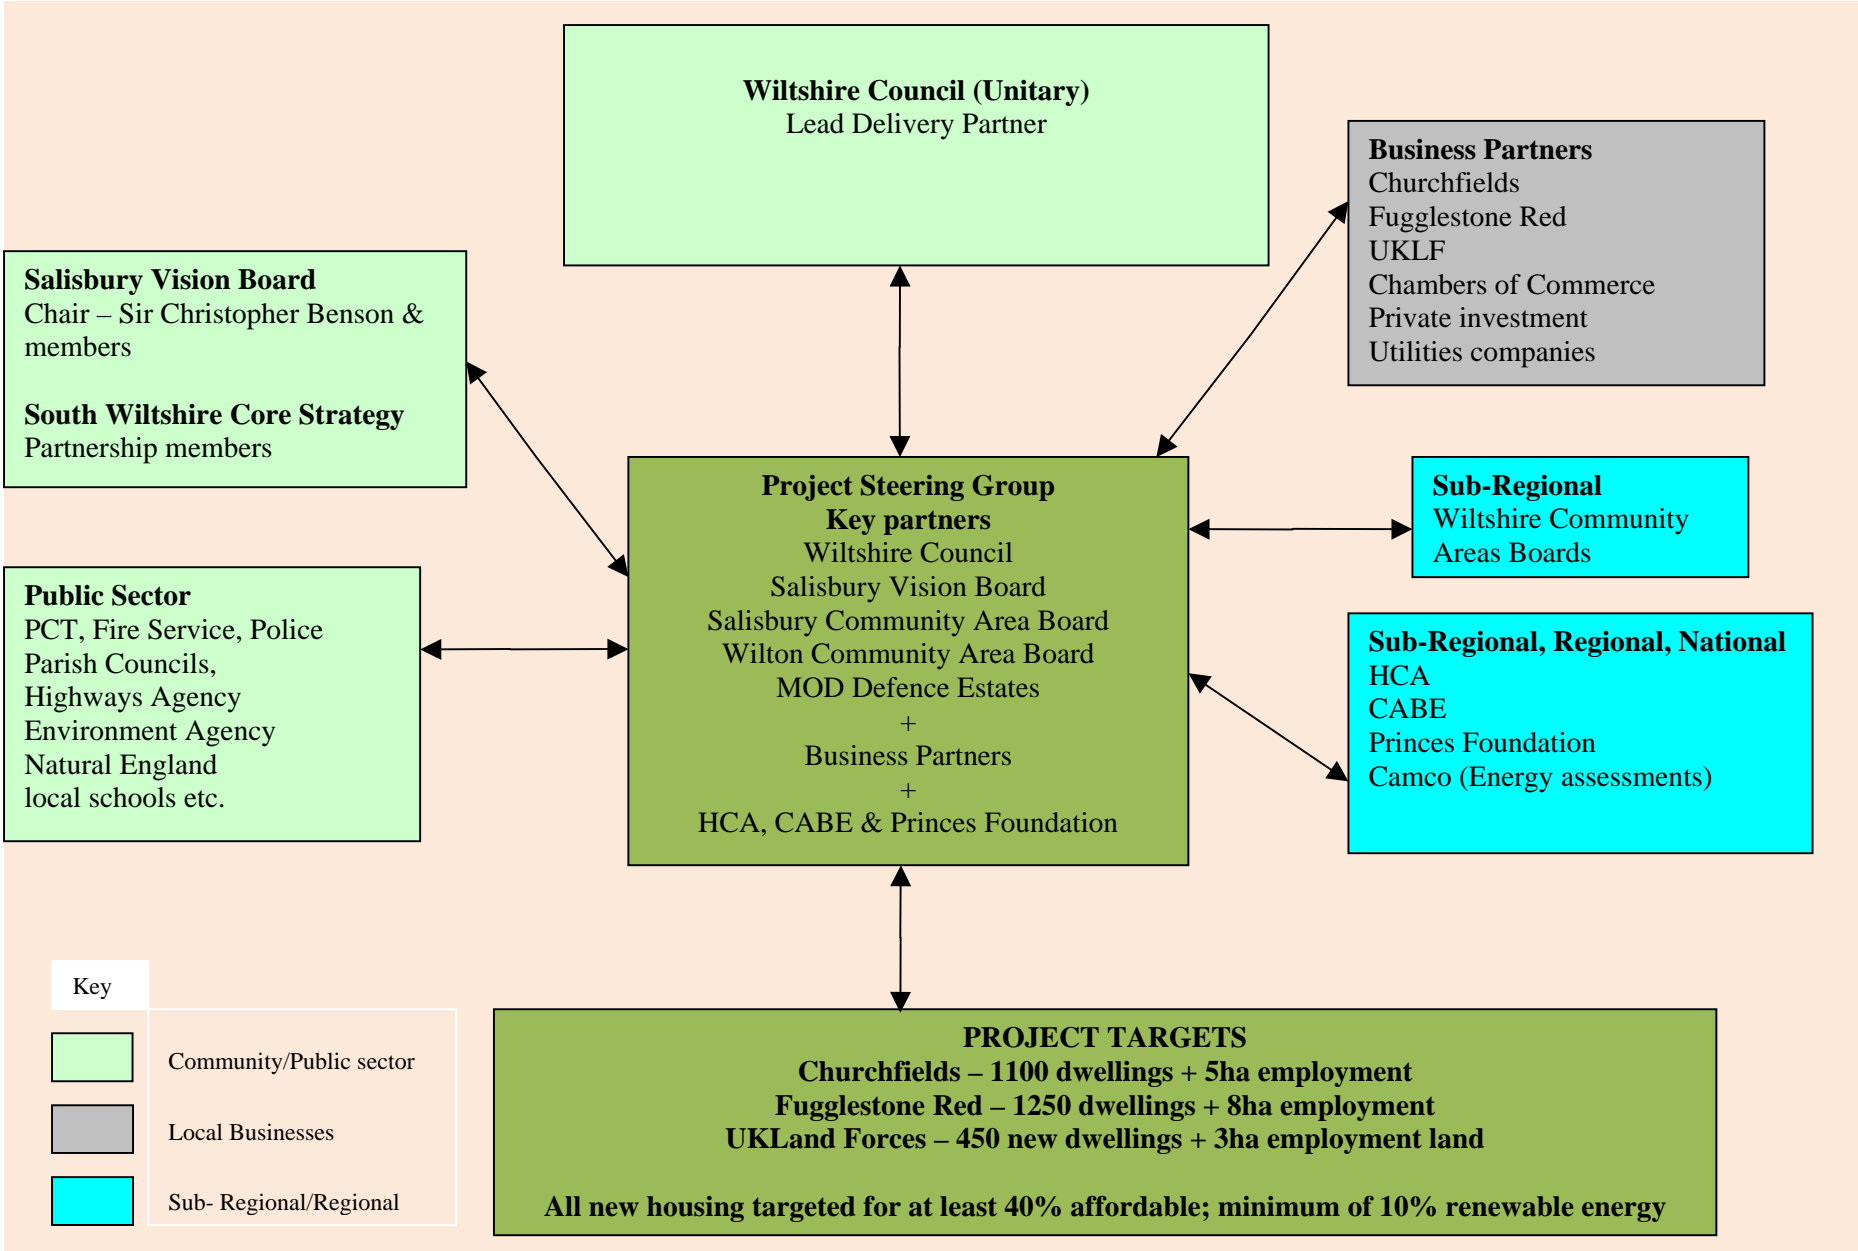 Wiltshire Council (Unitary)
Lead Delivery Partner
Business Partners
Churchfields
Fugglestone Red
UKLF
Chambers of Commerce
Private investment
Utilities companies
Salisbury Vision Board
Chair – Sir Christopher Benson &
members
South Wiltshire Core Strategy
Partnership members
Project Steering Group
Key partners
Wiltshire Council
Salisbury Vision Board
Salisbury Community Area Board
Wilton Community Area Board
MOD Defence Estates
+
Business Partners
+
HCA, CABE & Princes Foundation
Sub-Regional
Wiltshire Community
Areas Boards
Public Sector
PCT, Fire Service, Police
Parish Councils,
Highways Agency
Environment Agency
Natural England
local schools etc.
Sub-Regional, Regional, National
HCA
CABE
Princes Foundation
Camco (Energy assessments)
Key
Community/Public sector
Local Businesses
Sub- Regional/Regional
PROJECT TARGETS
Churchfields – 1100 dwellings + 5ha employment
Fugglestone Red – 1250 dwellings + 8ha employment
UKLand Forces – 450 new dwellings + 3ha employment land
All new housing targeted for at least 40% affordable; minimum of 10% renewable energy